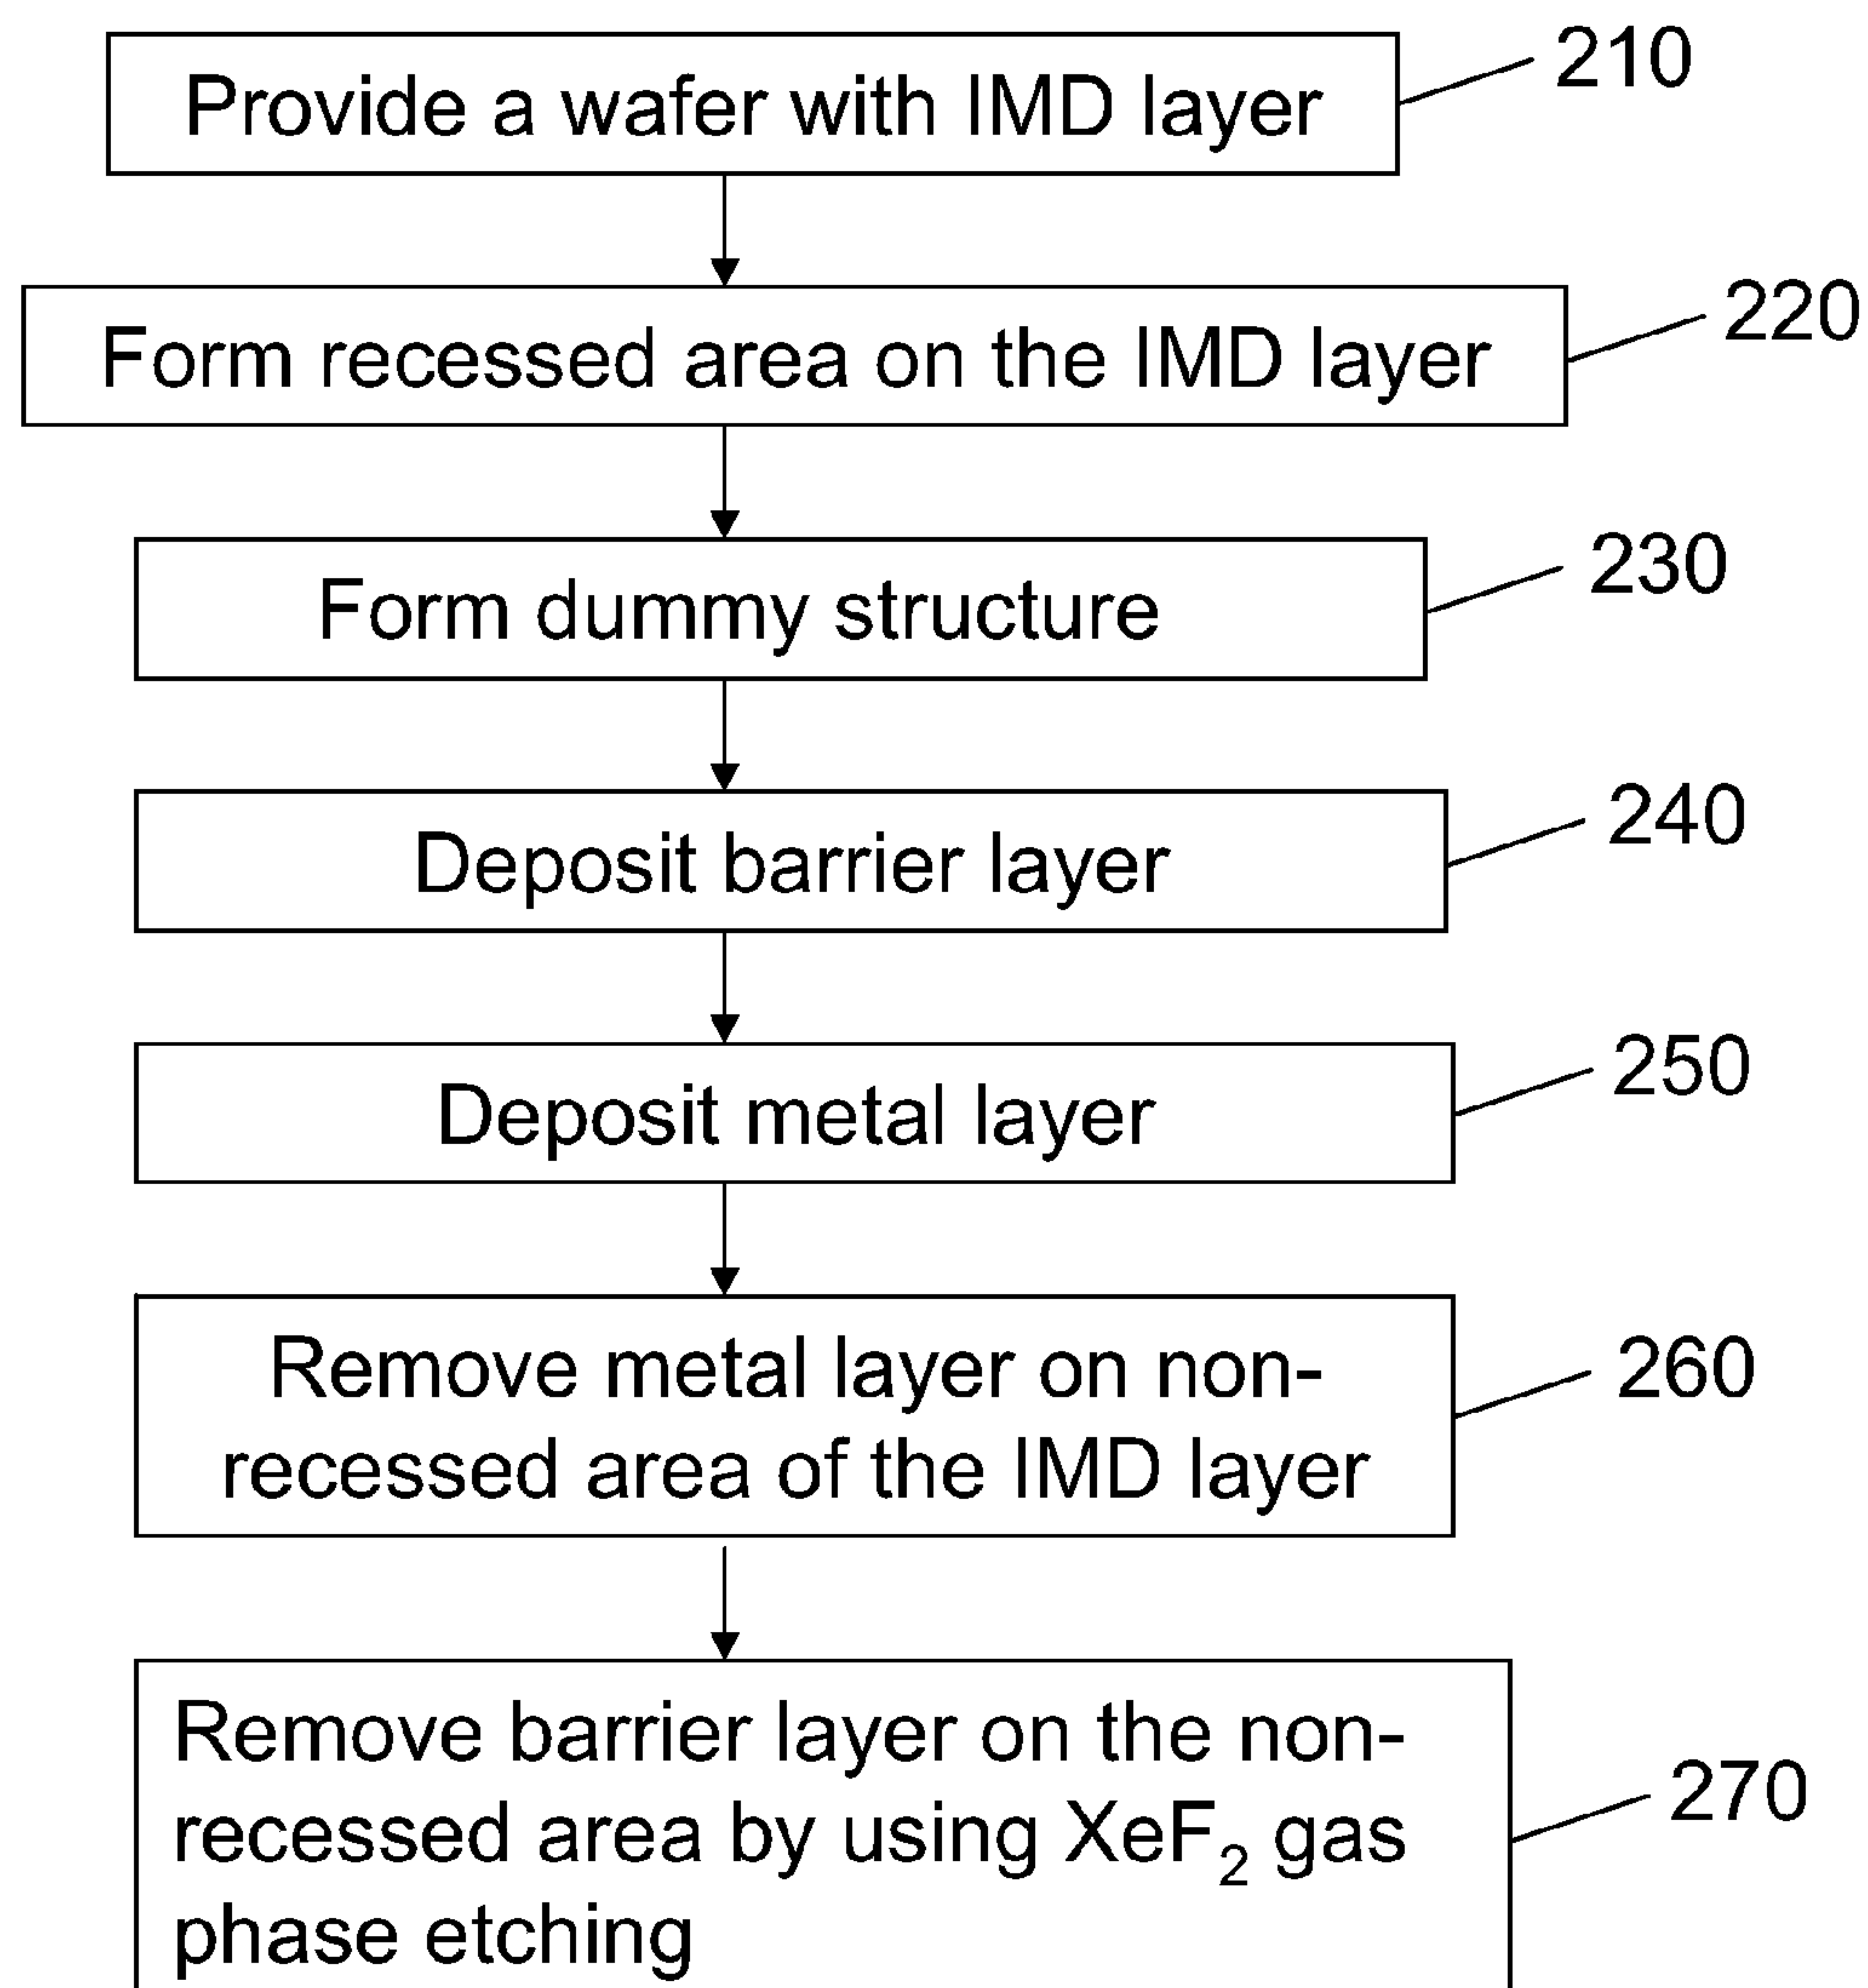 Provide a wafer with IMD layer
210
Form recessed area on the IMD layer
220
Form dummy structure
230
Deposit barrier layer
240
Deposit metal layer
250
Remove metal layer on non-
recessed area of the IMD layer
260
Remove barrier layer on the non-
recessed area by using XeF₂ gas
phase etching
270